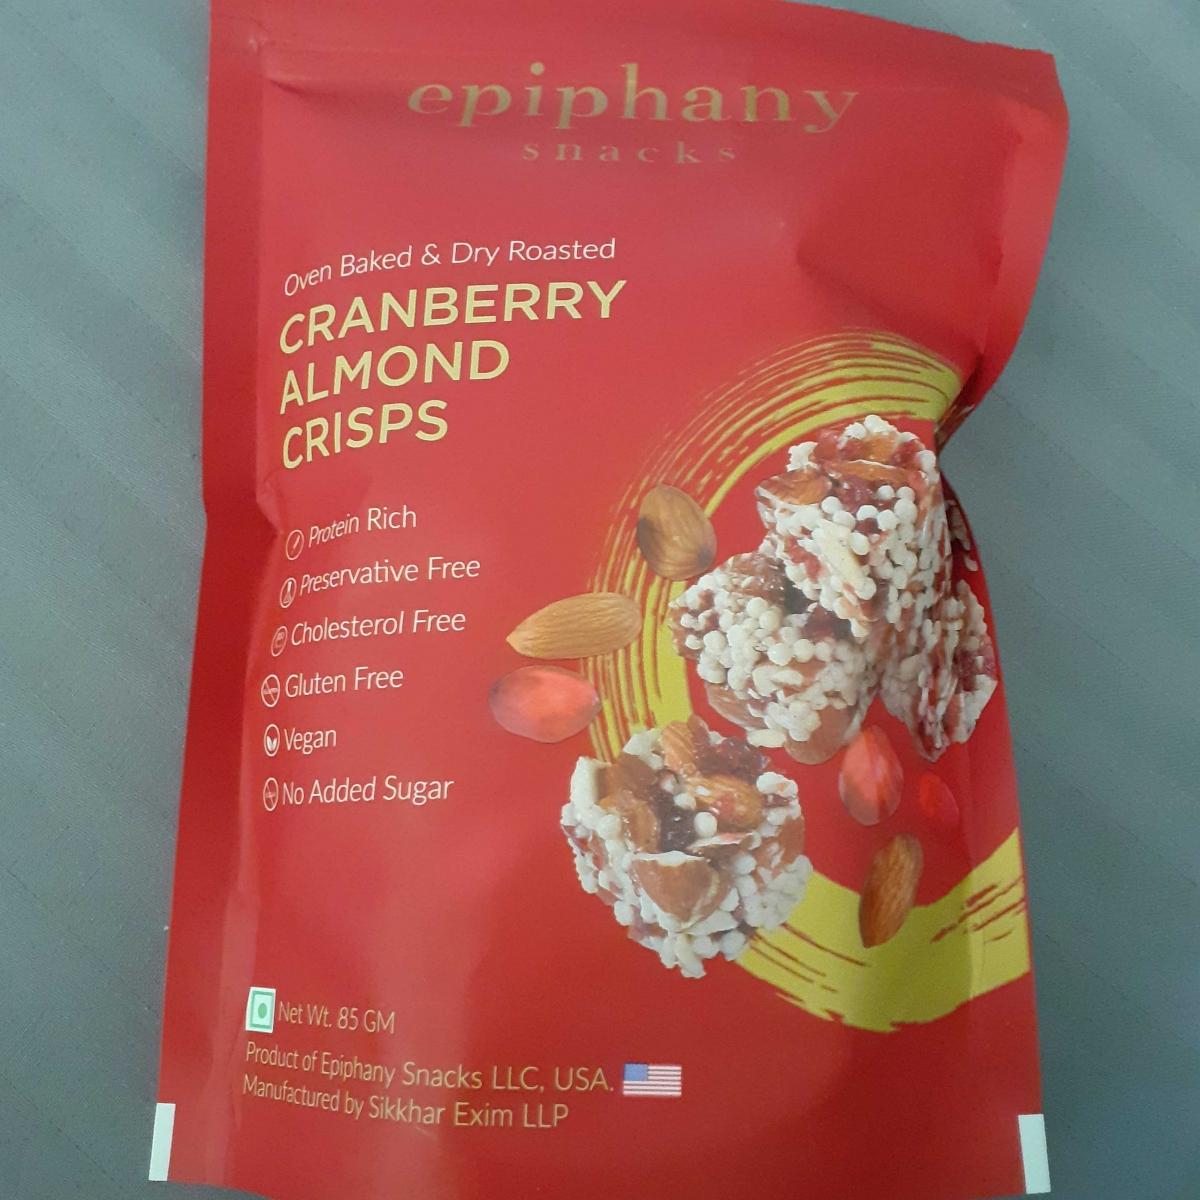 epiphany
snacks
Oven Baked & Dry Roasted
CRANBERRY
ALMOND
CRISPS
Protein Rich
Preservative Free
Cholesterol Free
Gluten Free
Vegan
No Added Sugar
Net Wt. 85 GM
Product of Epiphany Snacks LLC, USA.
Manufactured by Sikkhar Exim LLP